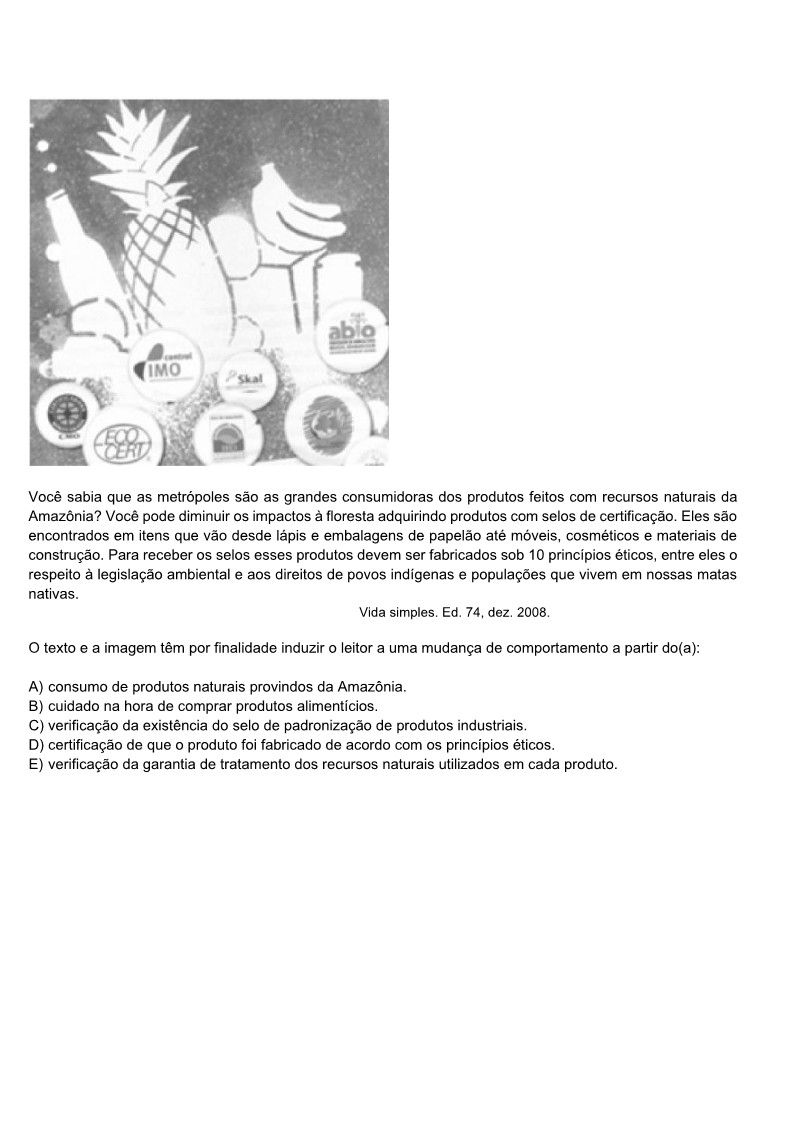 abio
control
IMO
Skal
CMO
ECO
CERT
Você sabia que as metrópoles são as grandes consumidoras dos produtos feitos com recursos naturais da
Amazônia? Você pode diminuir os impactos à floresta adquirindo produtos com selos de certificação. Eles são
encontrados em itens que vão desde lápis e embalagens de papelão até móveis, cosméticos e materiais de
construção. Para receber os selos esses produtos devem ser fabricados sob 10 princípios éticos, entre eles o
respeito à legislação ambiental e aos direitos de povos indígenas e populações que vivem em nossas matas
nativas.
Vida simples. Ed. 74, dez. 2008.
O texto e a imagem têm por finalidade induzir o leitor a uma mudança de comportamento a partir do(a):
A) consumo de produtos naturais provindos da Amazônia.
B) cuidado na hora de comprar produtos alimentícios.
C) verificação da existência do selo de padronização de produtos industriais.
D) certificação de que o produto foi fabricado de acordo com os princípios éticos.
E) verificação da garantia de tratamento dos recursos naturais utilizados em cada produto.